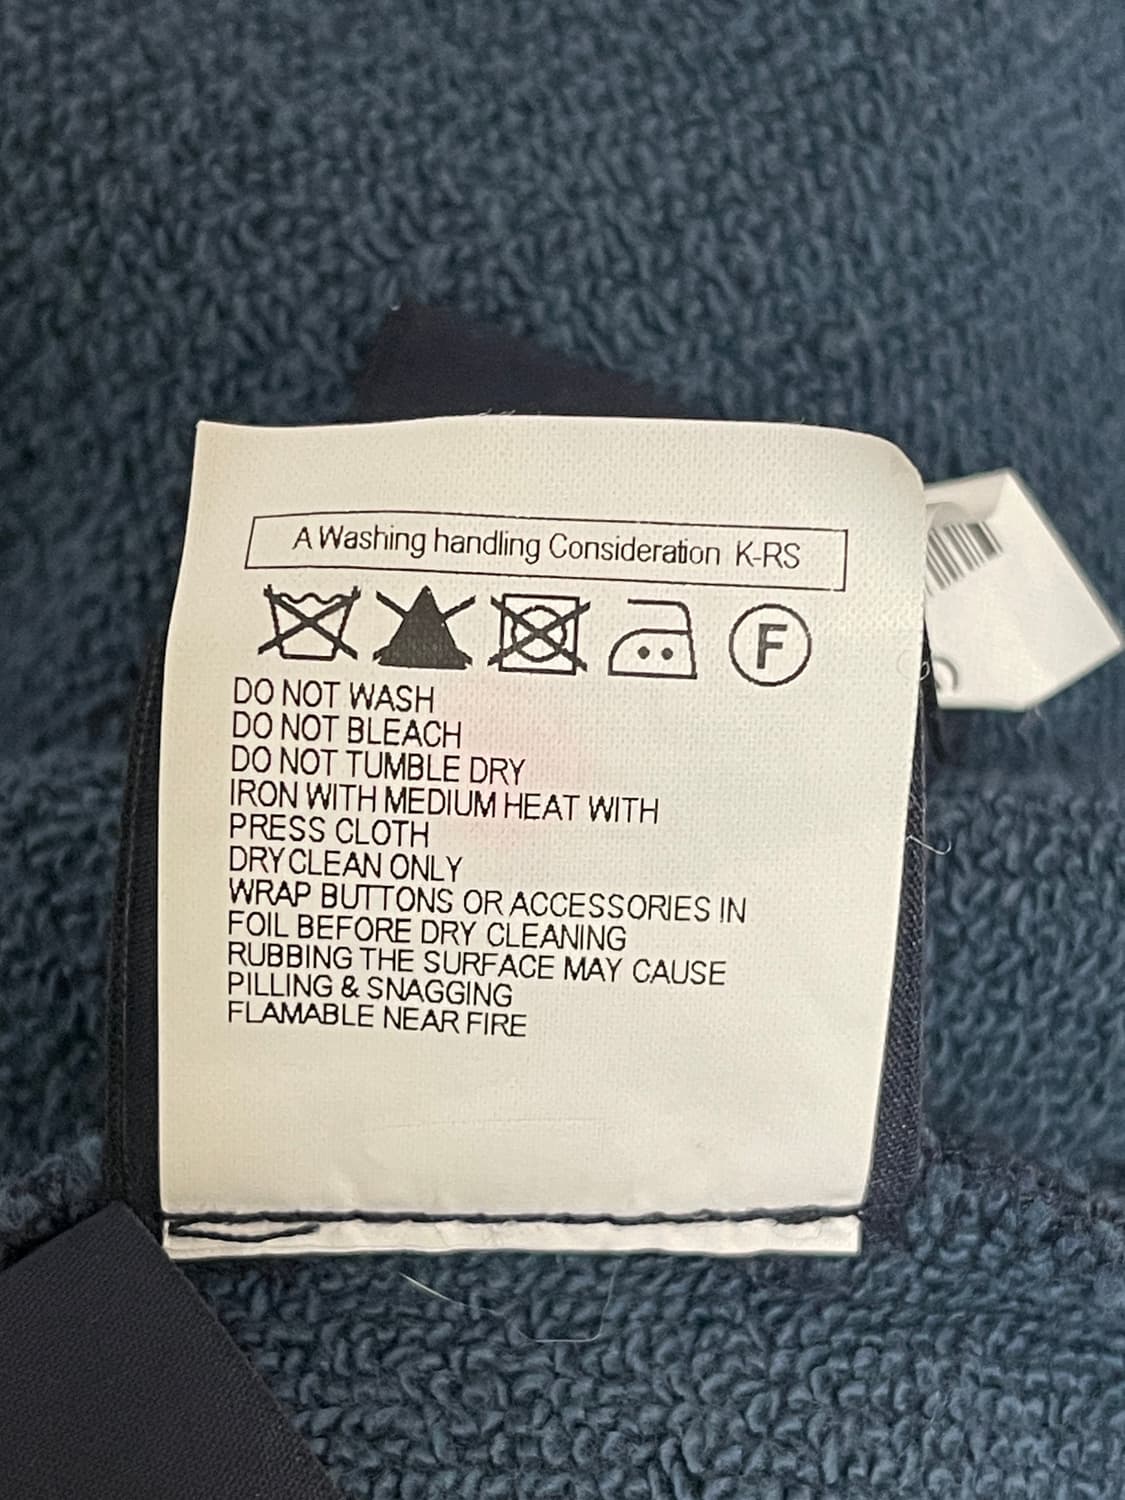 A Washing handling Consideration K-RS
F
DO NOT WASH
DO NOT BLEACH
DO NOT TUMBLE DRY
IRON WITH MEDIUM HEAT WITH
PRESS CLOTH
DRY CLEAN ONLY
WRAP BUTTONS OR ACCESSORIES IN
FOIL BEFORE DRY CLEANING
RUBBING THE SURFACE MAY CAUSE
PILLING & SNAGGING
FLAMABLE NEAR FIRE